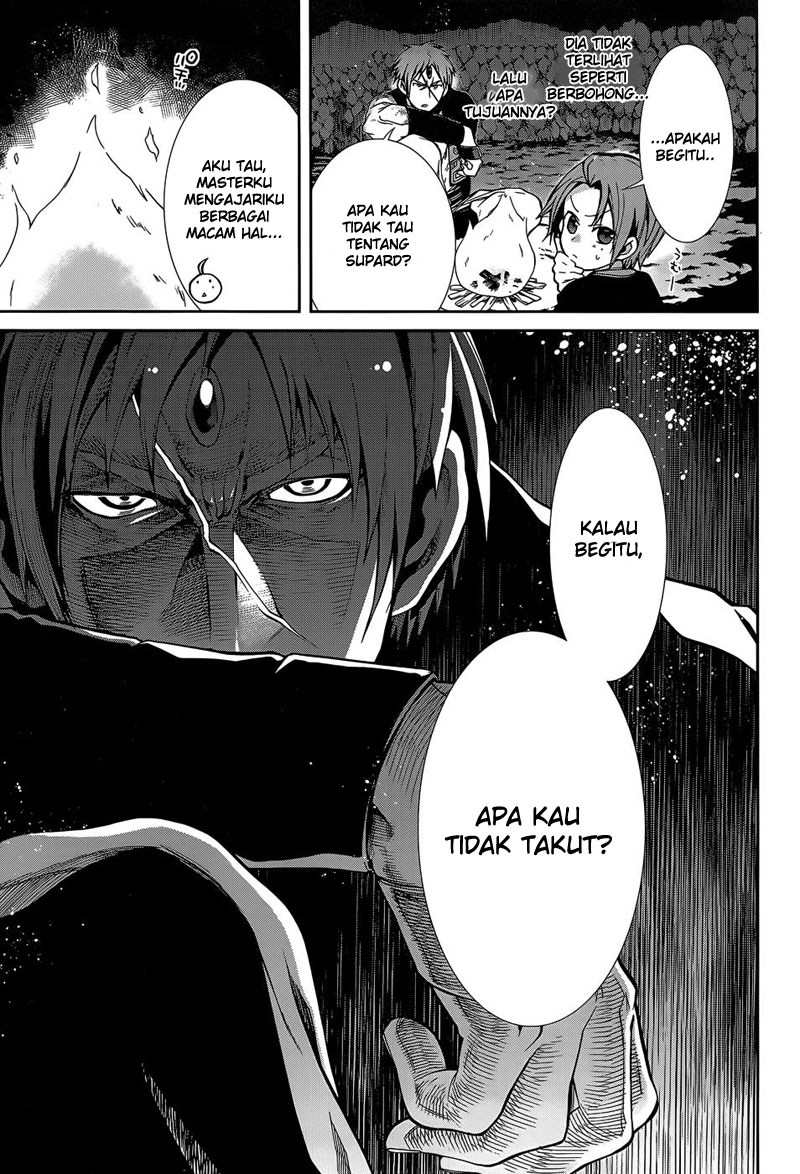 ...APAKAH
BEGITU..
DIA TIDAK
TERLIHAT
SEPERTI
BERBOHONG...
LALU
APA
TUJUANNYA?
APA KAU
TIDAK TAU
TENTANG
SUPARD?
AKU TAU,
MASTERKU
MENGAJARIKU
BERBAGAI
MACAM HAL...
KALAU
BEGITU,
APA KAU
TIDAK TAKUT?